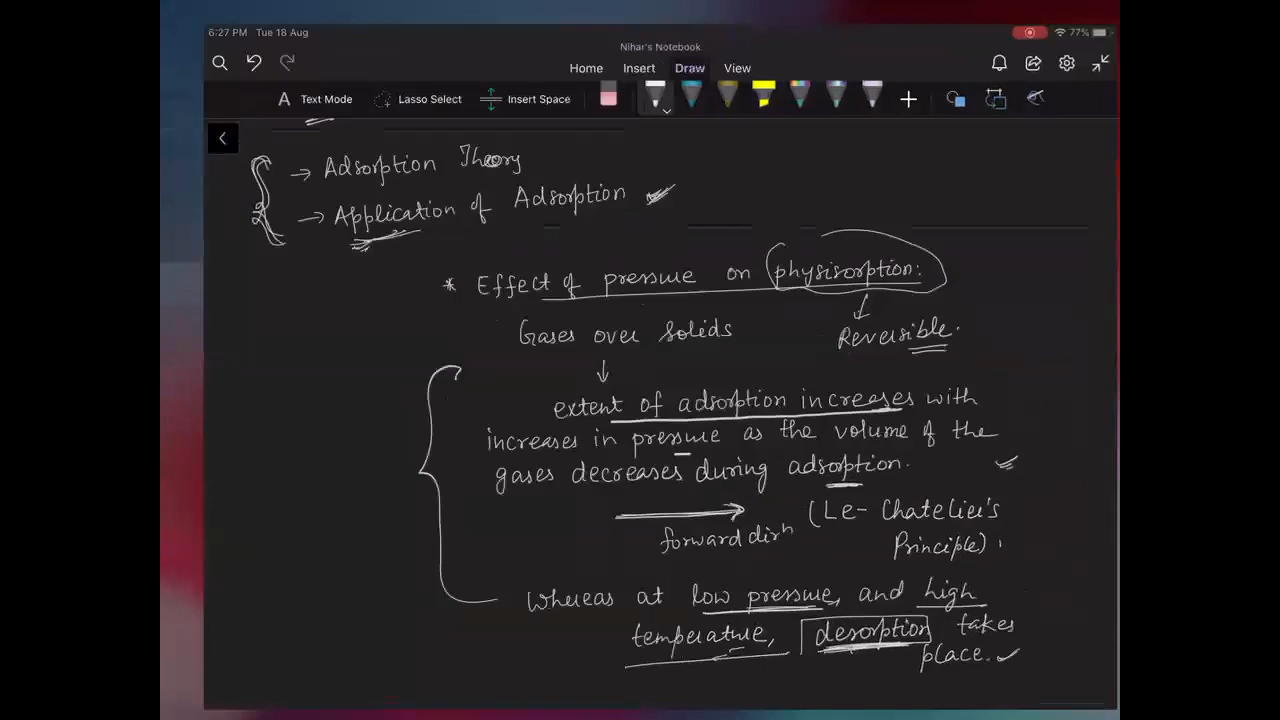 6:27 PM Tue 18 Aug
77%
Nihar's Notebook
Home Insert Draw View
A Text Mode Lasso Select Insert Space
→ Adsorption Theory
→ Application of Adsorption
* Effect of pressure on physisorption:
Gases over solids
Reversible.
extent of adsorption increases with
increases in pressure as the volume of the
gases decreases during adsorption.
(Le- Chatelier's
forward dirn
Principle).
Whereas at low pressure, and high
temperature, desorption takes
place.